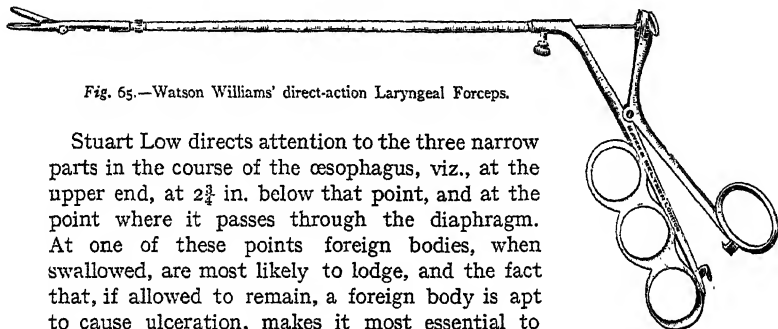 Fig. 65.—Watson Williams' direct-action Laryngeal Forceps.
Stuart Low directs attention to the three narrow
parts in the course of the œsophagus, viz., at the
upper end, at 2¾ in. below that point, and at the
point where it passes through the diaphragm.
At one of these points foreign bodies, when
swallowed, are most likely to lodge, and the fact
that, if allowed to remain, a foreign body is apt
to cause ulceration, makes it most essential to